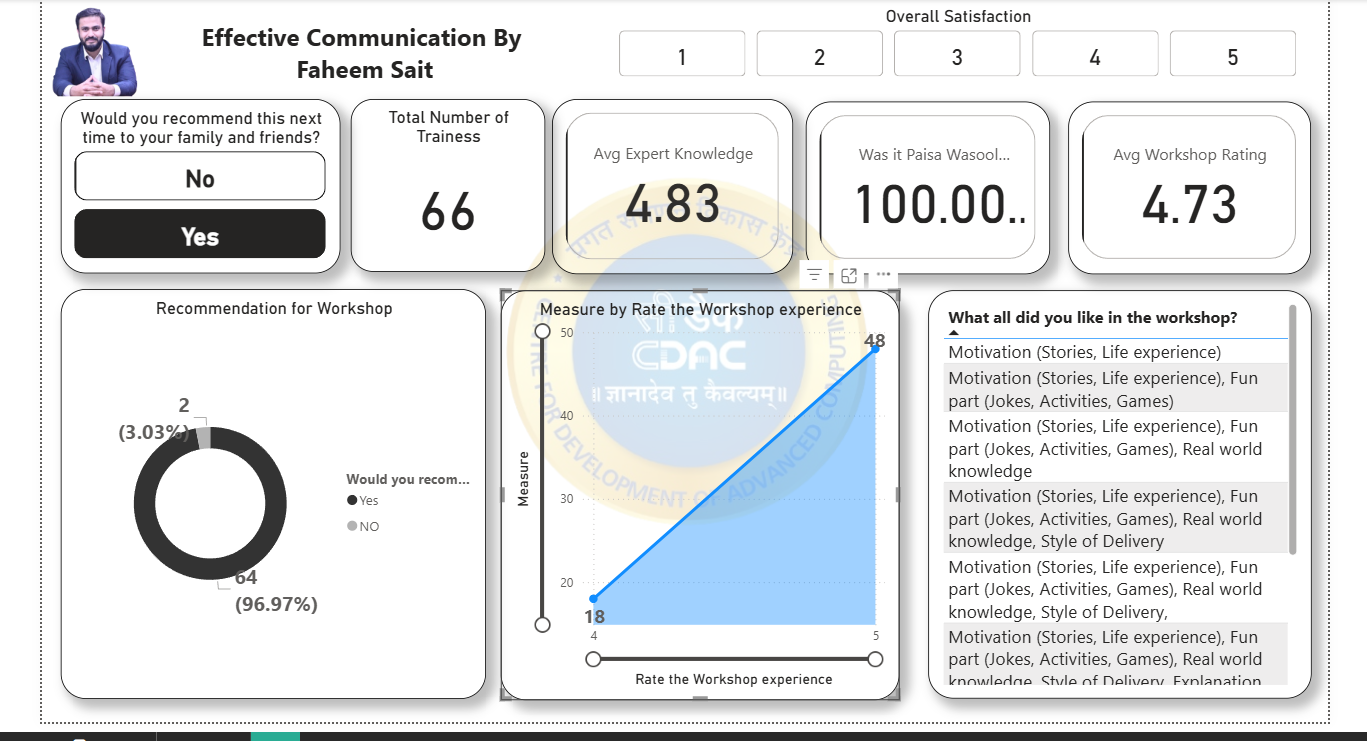 Effective Communication By
Faheem Sait
Overall Satisfaction
1
2
3
4
5
Would you recommend this next
time to your family and friends?
No
Yes
Total Number of
Trainess
66
Avg Expert Knowledge
4.83
Was it Paisa Wasool...
100.00..
Avg Workshop Rating
4.73
Recommendation for Workshop
2
(3.03%)
64
(96.97%)
Would you recom...
Yes
NO
Measure by Rate the Workshop experience
50
40
30
20
Measure
48
18
4
5
Rate the Workshop experience
सी डैक
CDAC
॥ ज्ञानादेव तु कैवल्यम् ॥
CENTRE FOR DEVELOPMENT OF ADVANCED COMPUTING
What all did you like in the workshop?
Motivation (Stories, Life experience)
Motivation (Stories, Life experience), Fun
part (Jokes, Activities, Games)
Motivation (Stories, Life experience), Fun
part (Jokes, Activities, Games), Real world
knowledge
Motivation (Stories, Life experience), Fun
part (Jokes, Activities, Games), Real world
knowledge, Style of Delivery
Motivation (Stories, Life experience), Fun
part (Jokes, Activities, Games), Real world
knowledge, Style of Delivery,
Motivation (Stories, Life experience), Fun
part (Jokes, Activities, Games), Real world
knowledge, Style of Delivery, Explanation